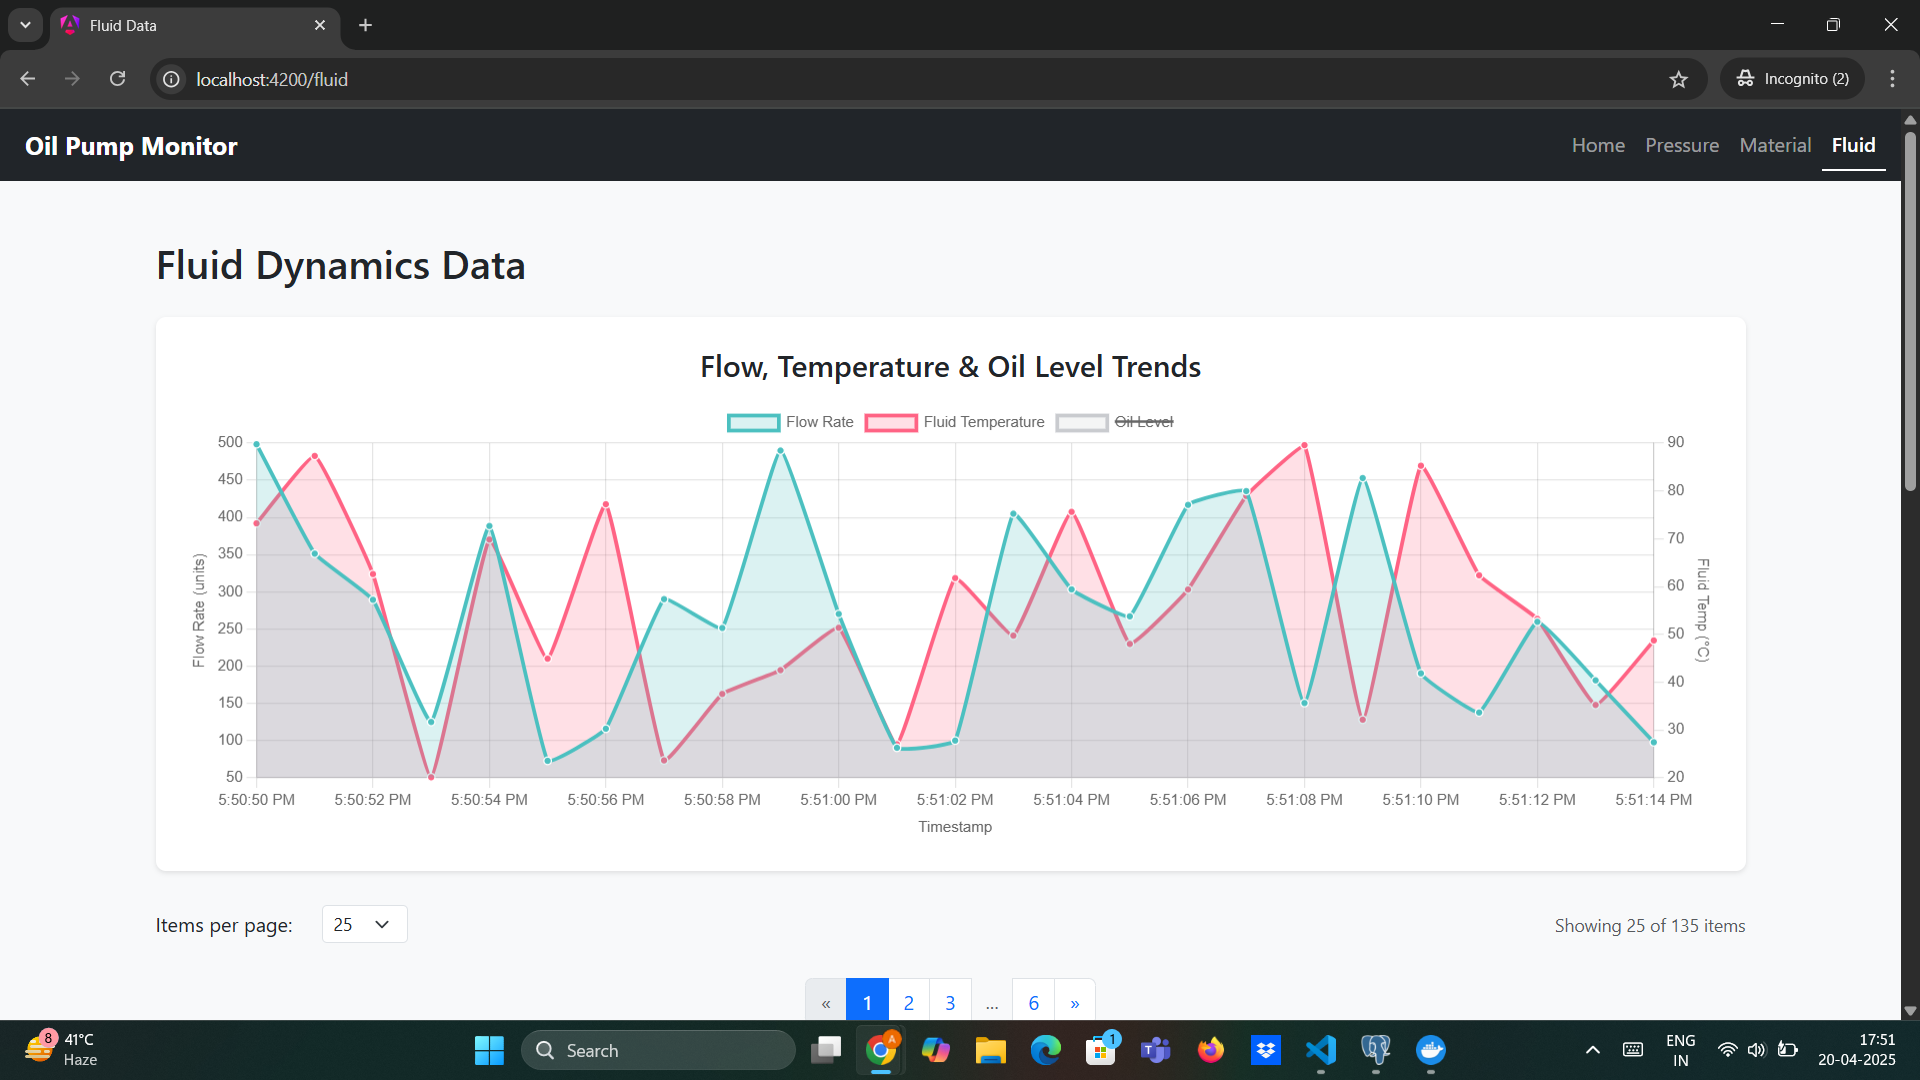 Fluid Data
localhost:4200/fluid
Incognito (2)
Oil Pump Monitor
Home Pressure Material Fluid
Fluid Dynamics Data
Flow, Temperature & Oil Level Trends
Flow Rate Fluid Temperature Oil Level
500 90
450
400 80
350 70
300 60
250 50
200 40
150 30
100
50 20
Flow Rate (units)
Fluid Temp (°C)
5:50:50 PM 5:50:52 PM 5:50:54 PM 5:50:56 PM 5:50:58 PM 5:51:00 PM 5:51:02 PM 5:51:04 PM 5:51:06 PM 5:51:08 PM 5:51:10 PM 5:51:12 PM 5:51:14 PM
Timestamp
Items per page: 25 Showing 25 of 135 items
« 1 2 3 ... 6 »
8 41°C
Haze
Search
A
1
T
ENG
IN
17:51
20-04-2025